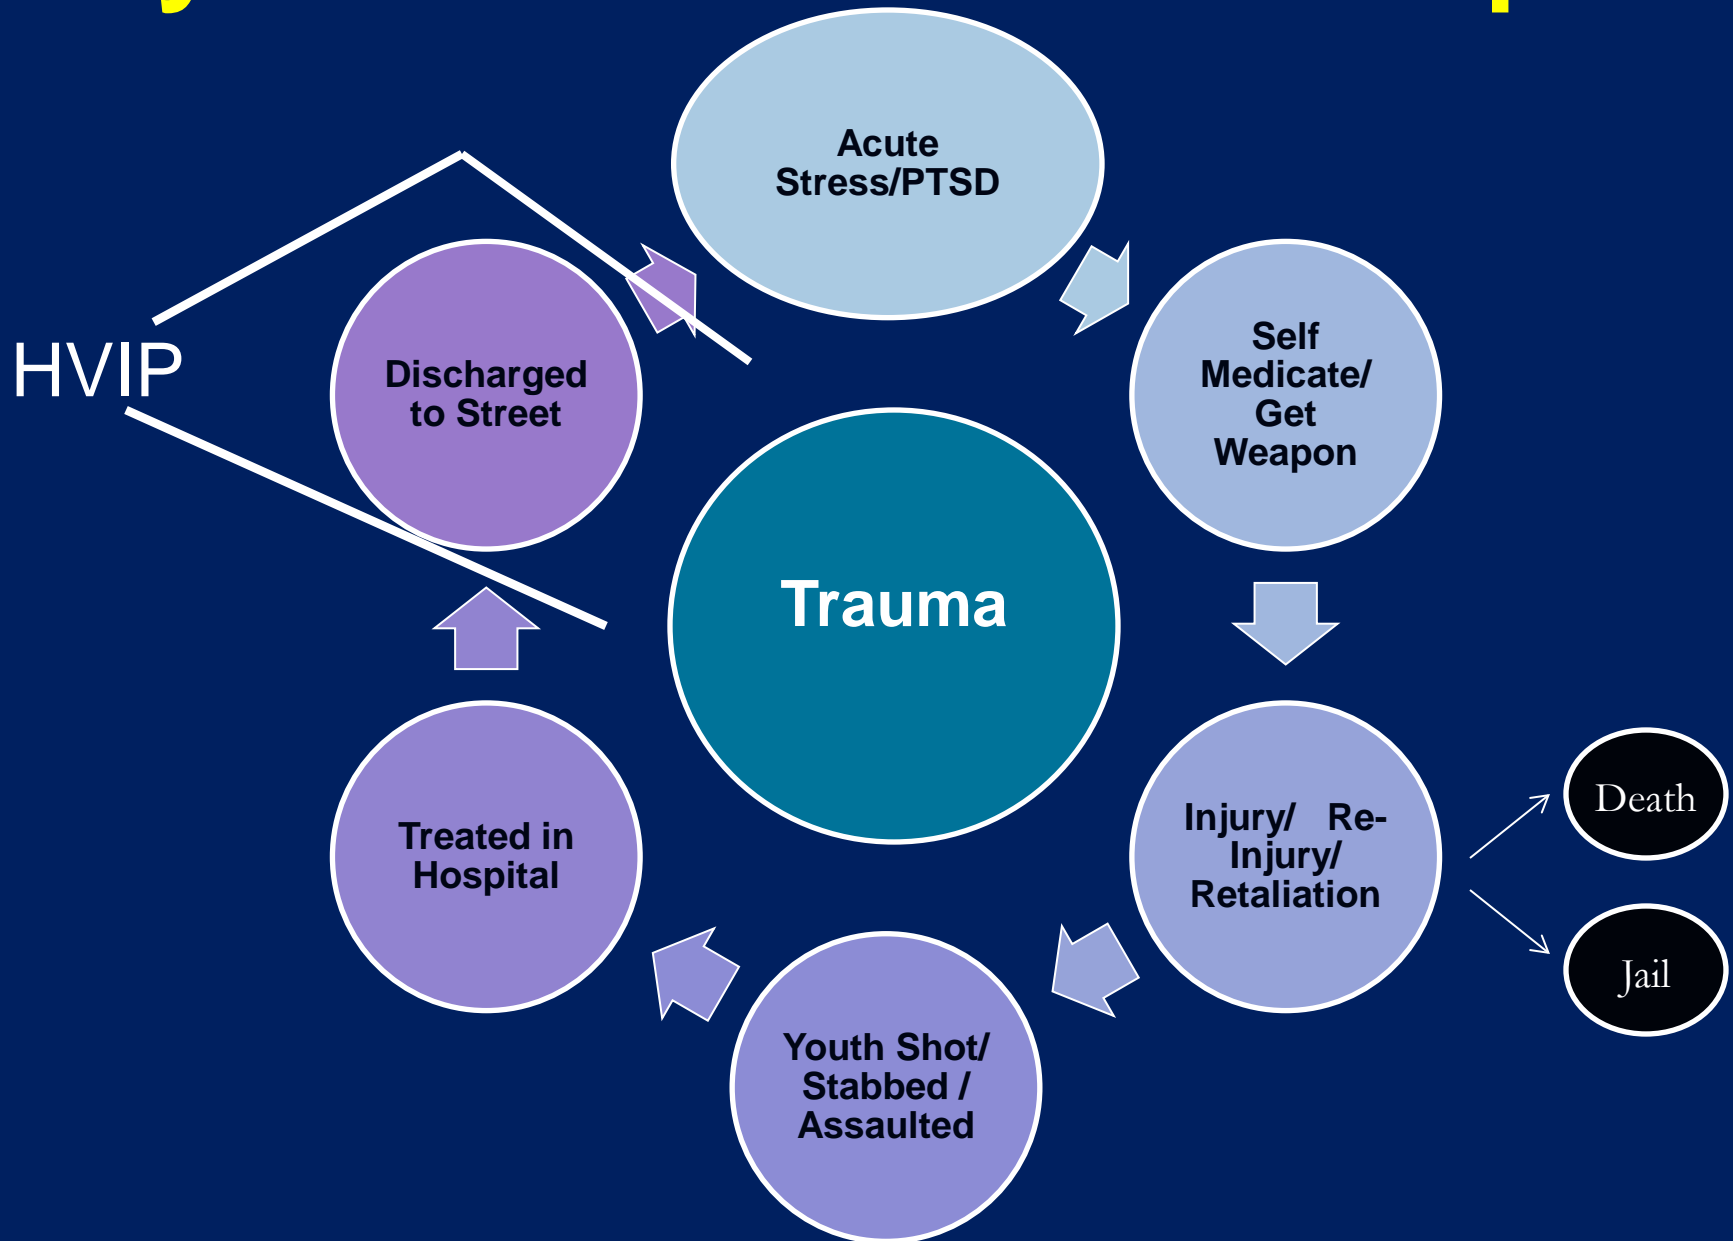 Acute
Stress/PTSD
Self
Medicate/
Get
Weapon
HVIP
Discharged
to Street
Trauma
Injury/ Re-
Injury/
Retaliation
Death
Jail
Treated in
Hospital
Youth Shot/
Stabbed /
Assaulted